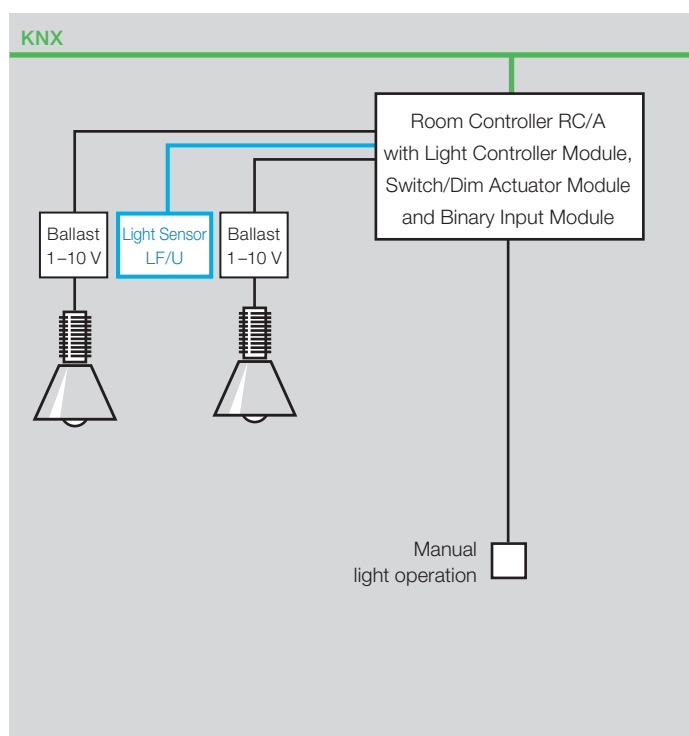 KNX
Room Controller RC/A
with Light Controller Module,
Switch/Dim Actuator Module
and Binary Input Module
Ballast
1–10 V
Light Sensor
LF/U
Ballast
1–10 V
Manual
light operation